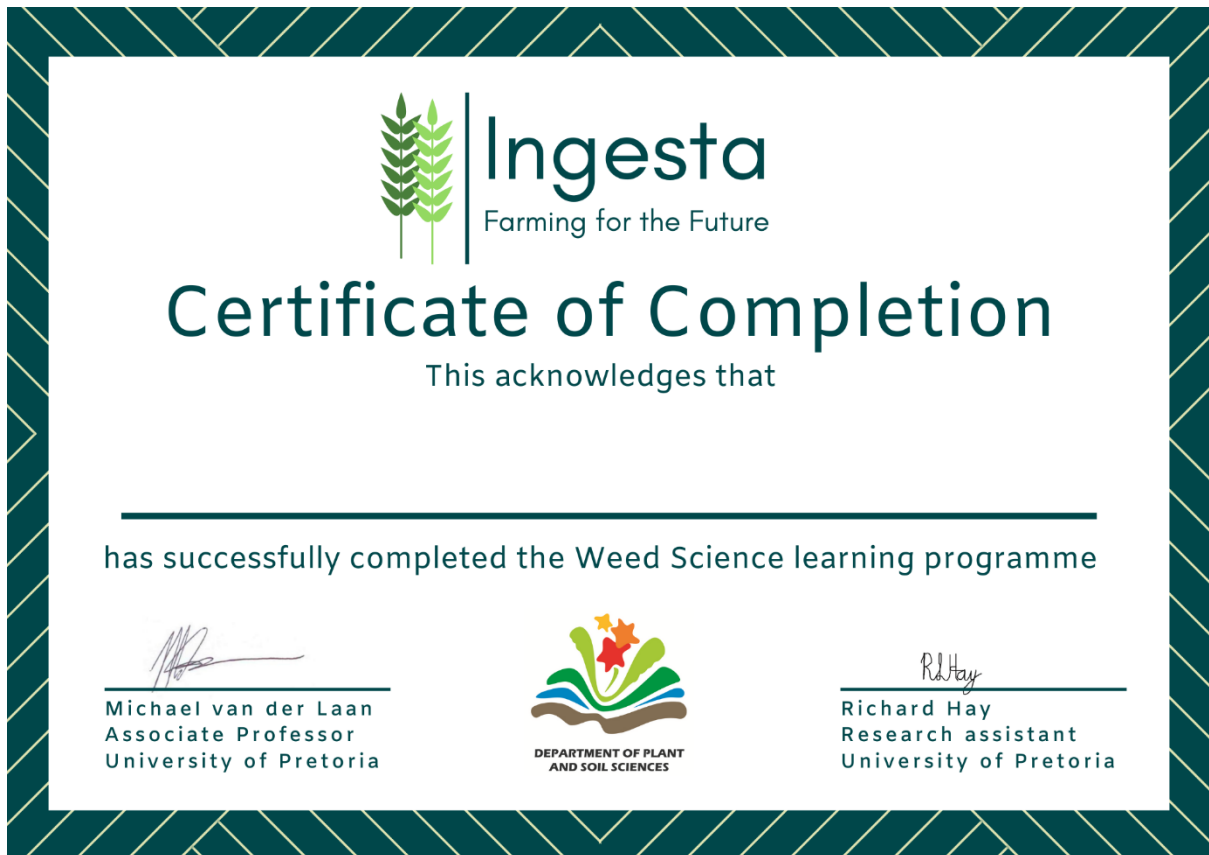 Ingesta
Farming for the Future
Certificate of Completion
This acknowledges that
has successfully completed the Weed Science learning programme
R L Hay
Michael van der Laan
Associate Professor
University of Pretoria
DEPARTMENT OF PLANT
AND SOIL SCIENCES
Richard Hay
Research assistant
University of Pretoria